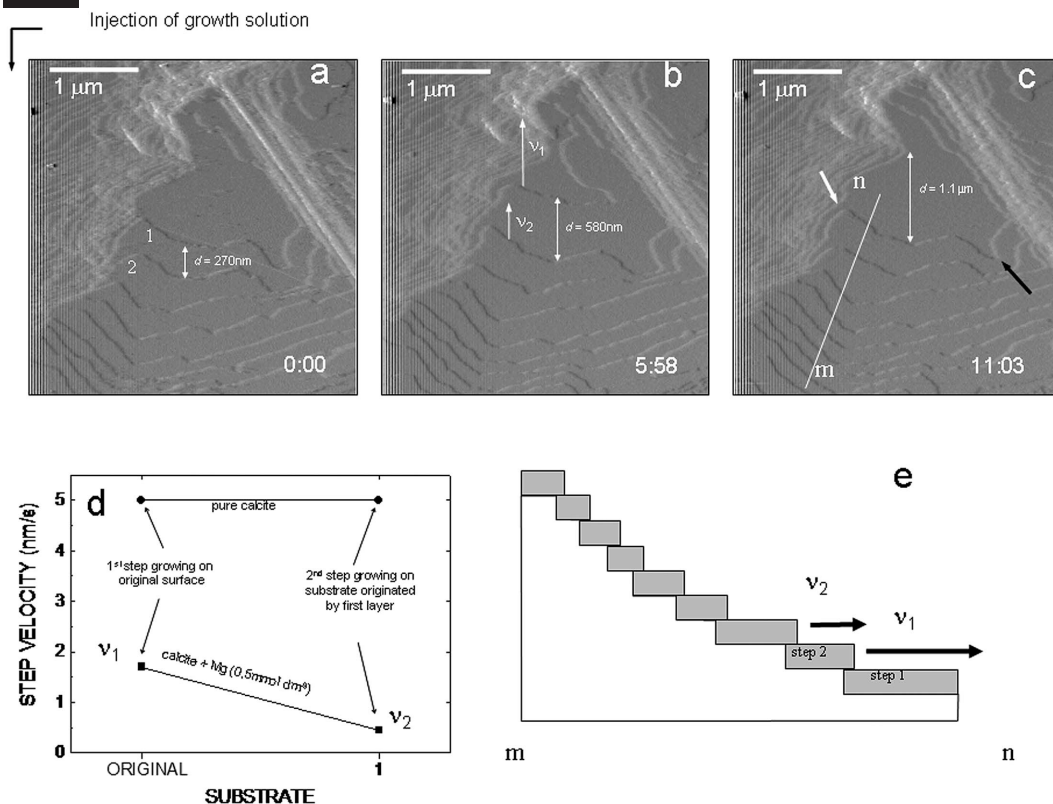 Injection of growth solution
1 μm
a
1
2
d = 270nm
0:00
1 μm
b
ν1
ν2
d = 580nm
5:58
1 μm
c
n
d = 1.1μm
m
11:03
d
STEP VELOCITY (nm/s)
5
4
3
2
1
0
pure calcite
1st step growing on
original surface
2nd step growing on
substrate originated
by first layer
ν1
calcite + Mg (0,5mmol dm-3)
ν2
ORIGINAL
1
SUBSTRATE
e
ν2
ν1
step 2
step 1
m
n